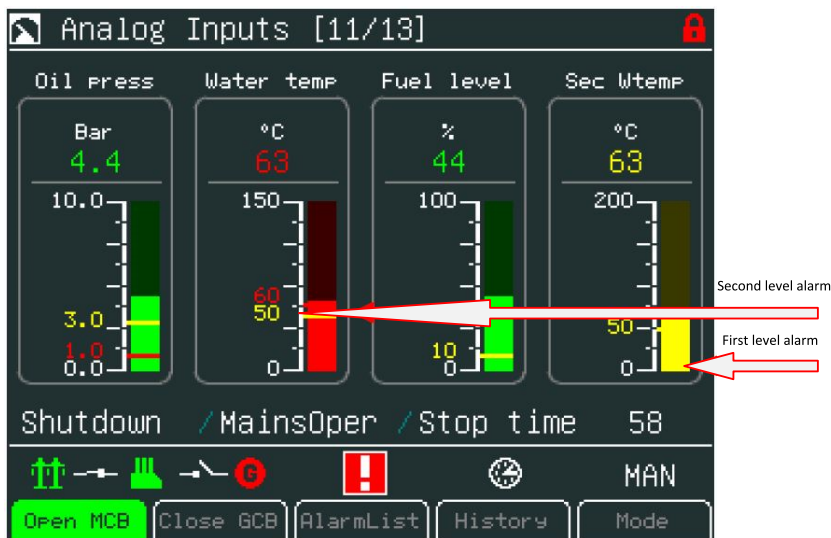 Analog Inputs [11/13]
Oil press
Water temp
Fuel level
Sec Wtemp
Bar
°C
%
°C
4.4
63
44
63
10.0
150
100
200
Second level alarm
60
50
3.0
50
First level alarm
1.0
10
0.0
0
0
0
Shutdown /MainsOper /Stop time 58
G
!
MAN
Open MCB
Close GCB
AlarmList
History
Mode